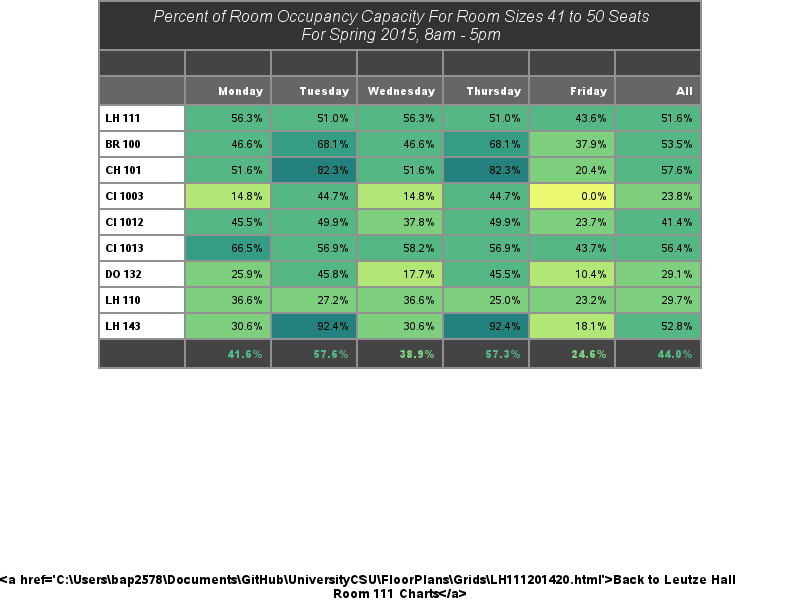 Percent of Room Occupancy Capacity For Room Sizes 41 to 50 Seats
For Spring 2015, 8am - 5pm
Monday Tuesday Wednesday Thursday Friday All
LH 111 56.3% 51.0% 56.3% 51.0% 43.6% 51.6%
BR 100 46.6% 68.1% 46.6% 68.1% 37.9% 53.5%
CH 101 51.6% 82.3% 51.6% 82.3% 20.4% 57.6%
CI 1003 14.8% 44.7% 14.8% 44.7% 0.0% 23.8%
CI 1012 45.5% 49.9% 37.8% 49.9% 23.7% 41.4%
CI 1013 66.5% 56.9% 58.2% 56.9% 43.7% 56.4%
DO 132 25.9% 45.8% 17.7% 45.5% 10.4% 29.1%
LH 110 36.6% 27.2% 36.6% 25.0% 23.2% 29.7%
LH 143 30.6% 92.4% 30.6% 92.4% 18.1% 52.8%
41.6% 57.6% 38.9% 57.3% 24.6% 44.0%
<a href='C:\Users\bap2578\Documents\GitHub\UniversityCSU\FloorPlans\Grids\LH111201420.html'>Back to Leutze Hall
Room 111 Charts</a>